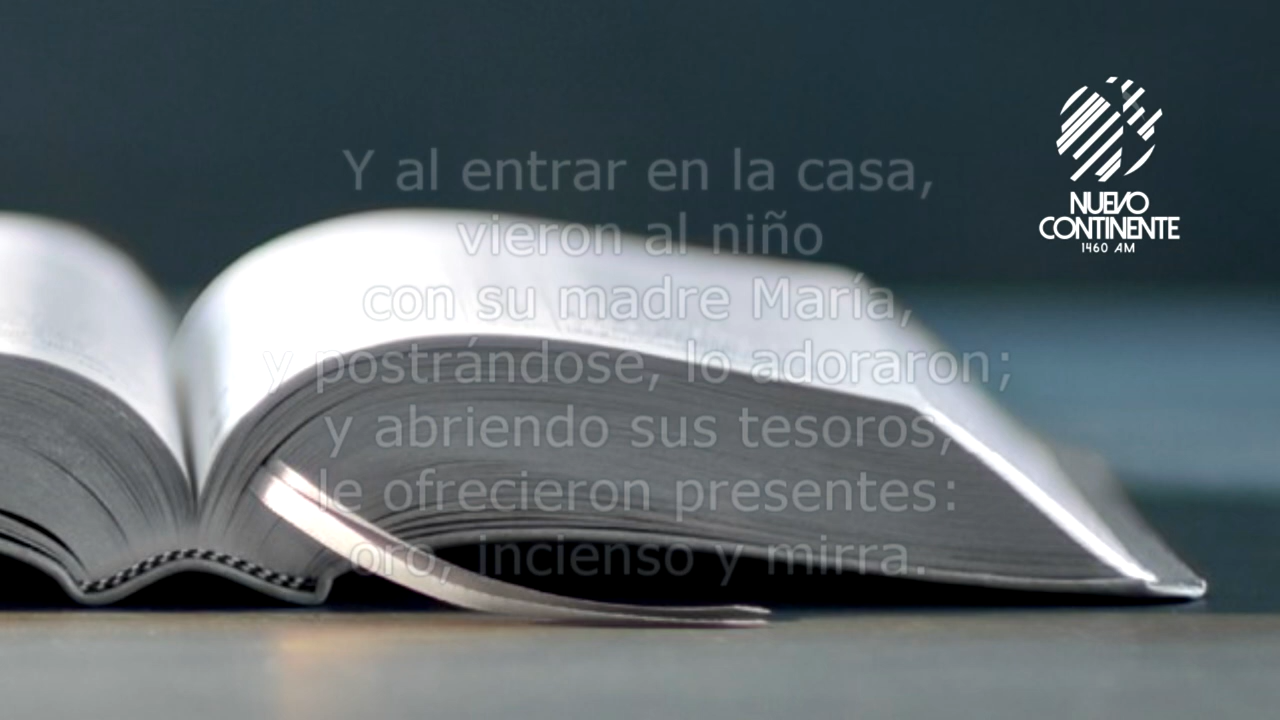 Y al entrar en la casa,
vieron al niño
con su madre María,
y postrándose, lo adoraron;
y abriendo sus tesoros,
le ofrecieron presentes:
oro, incienso y mirra.
NUEVO
CONTINENTE
1460 AM